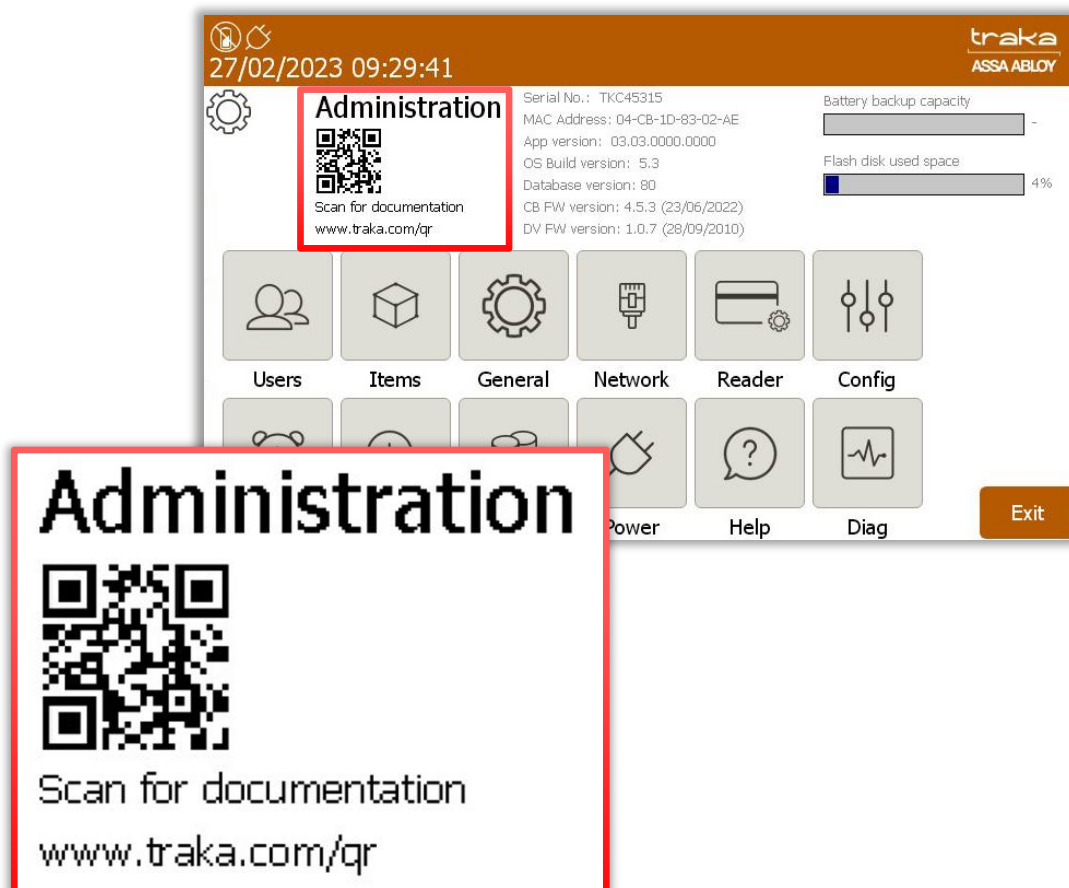 27/02/2023 09:29:41
traka
ASSA ABLOY
Administration
Scan for documentation
www.traka.com/qr
Serial No.: TKC45315
MAC Address: 04-CB-1D-83-02-AE
App version: 03.03.0000.0000
OS Build version: 5.3
Database version: 80
CB FW version: 4.5.3 (23/06/2022)
DV FW version: 1.0.7 (28/09/2010)
Battery backup capacity
-
Flash disk used space
4%
Users
Items
General
Network
Reader
Config
Power
Help
Diag
Exit
Administration
Scan for documentation
www.traka.com/qr